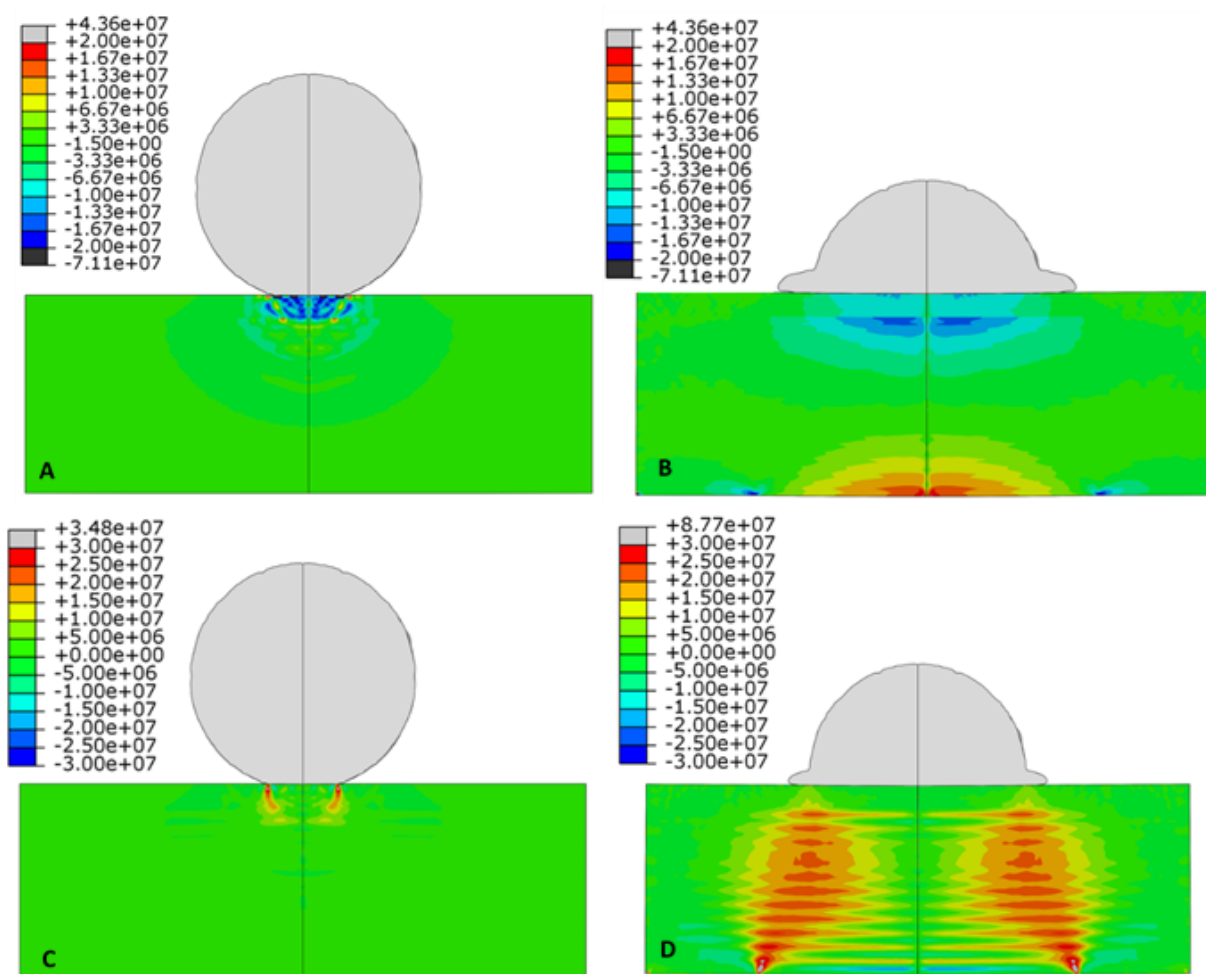 +4.36e+07
+2.00e+07
+1.67e+07
+1.33e+07
+1.00e+07
+6.67e+06
+3.33e+06
-1.50e+00
-3.33e+06
-6.67e+06
-1.00e+07
-1.33e+07
-1.67e+07
-2.00e+07
-7.11e+07
A
+4.36e+07
+2.00e+07
+1.67e+07
+1.33e+07
+1.00e+07
+6.67e+06
+3.33e+06
-1.50e+00
-3.33e+06
-6.67e+06
-1.00e+07
-1.33e+07
-1.67e+07
-2.00e+07
-7.11e+07
B
+3.48e+07
+3.00e+07
+2.50e+07
+2.00e+07
+1.50e+07
+1.00e+07
+5.00e+06
+0.00e+00
-5.00e+06
-1.00e+07
-1.50e+07
-2.00e+07
-2.50e+07
-3.00e+07
C
+8.77e+07
+3.00e+07
+2.50e+07
+2.00e+07
+1.50e+07
+1.00e+07
+5.00e+06
+0.00e+00
-5.00e+06
-1.00e+07
-1.50e+07
-2.00e+07
-2.50e+07
-3.00e+07
D